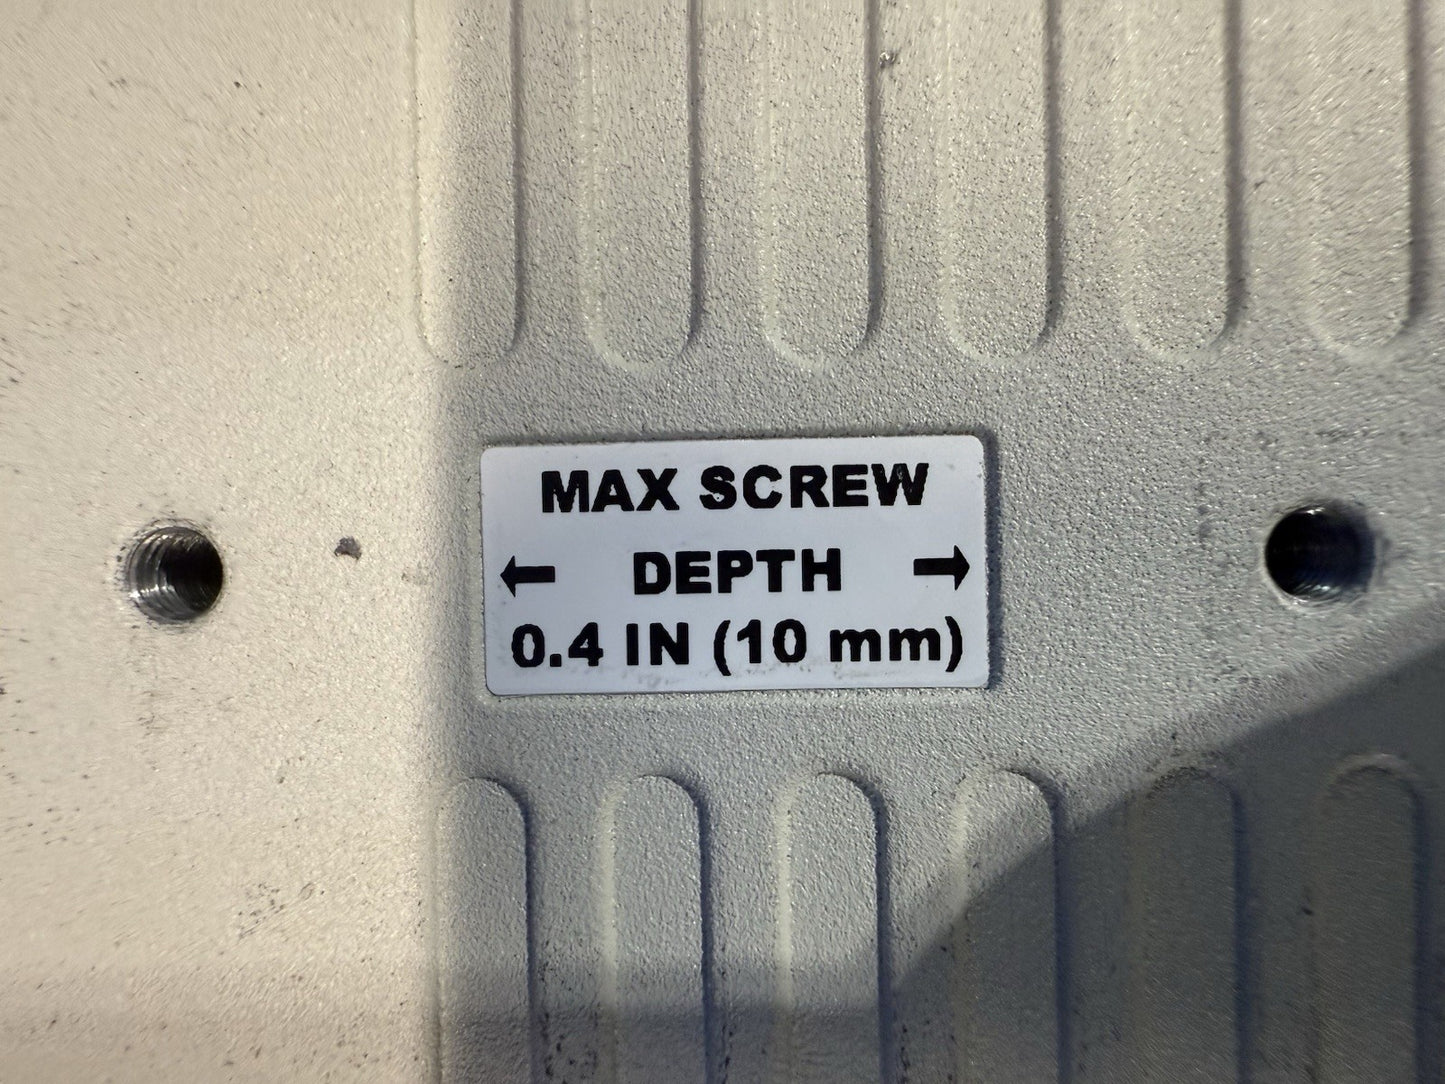 MAX SCREW
← DEPTH →
0.4 IN (10 mm)